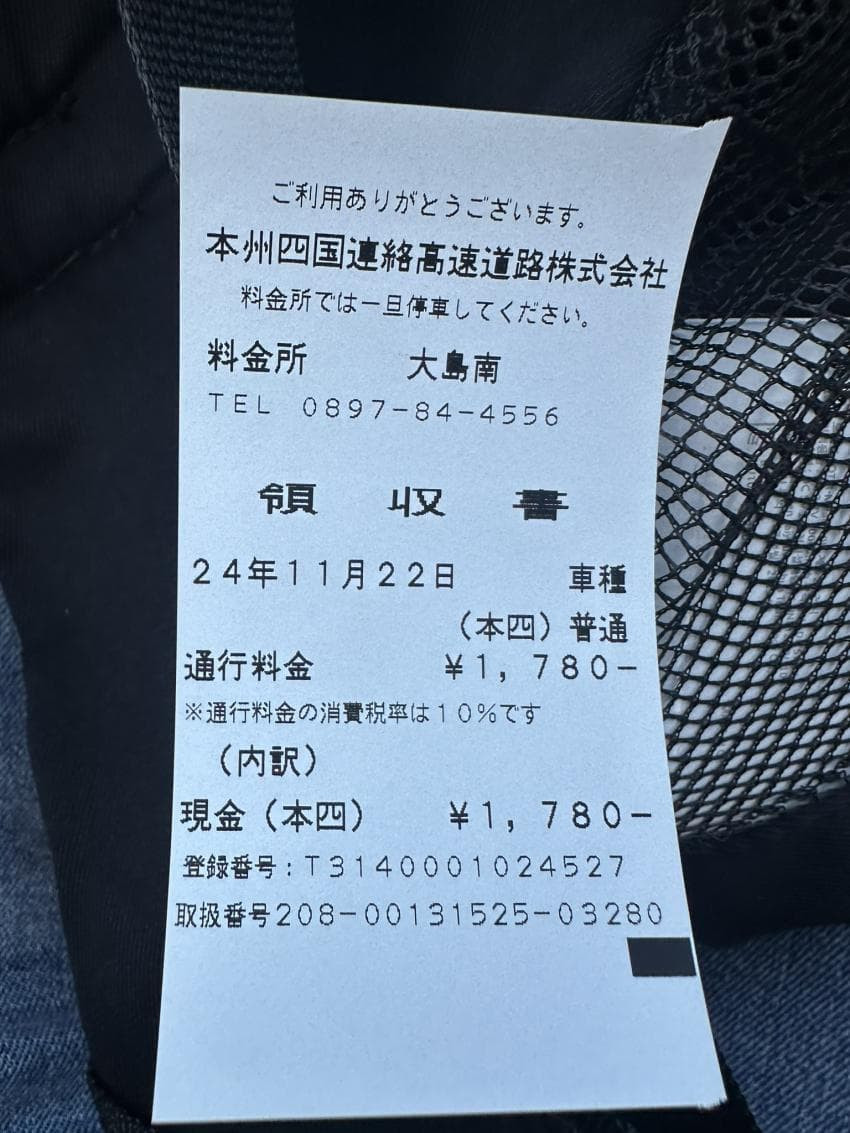 ご利用ありがとうございます。
本州四国連絡高速道路株式会社
料金所では一旦停車してください。
料金所　大島南
ＴＥＬ　０８９７－８４－４５５６
領　収　書
２４年１１月２２日　車種
（本四）普通
通行料金　￥１，７８０－
※通行料金の消費税率は１０％です
（内訳）
現金（本四）　￥１，７８０－
登録番号：Ｔ３１４０００１０２４５２７
取扱番号２０８－００１３１５２５－０３２８０